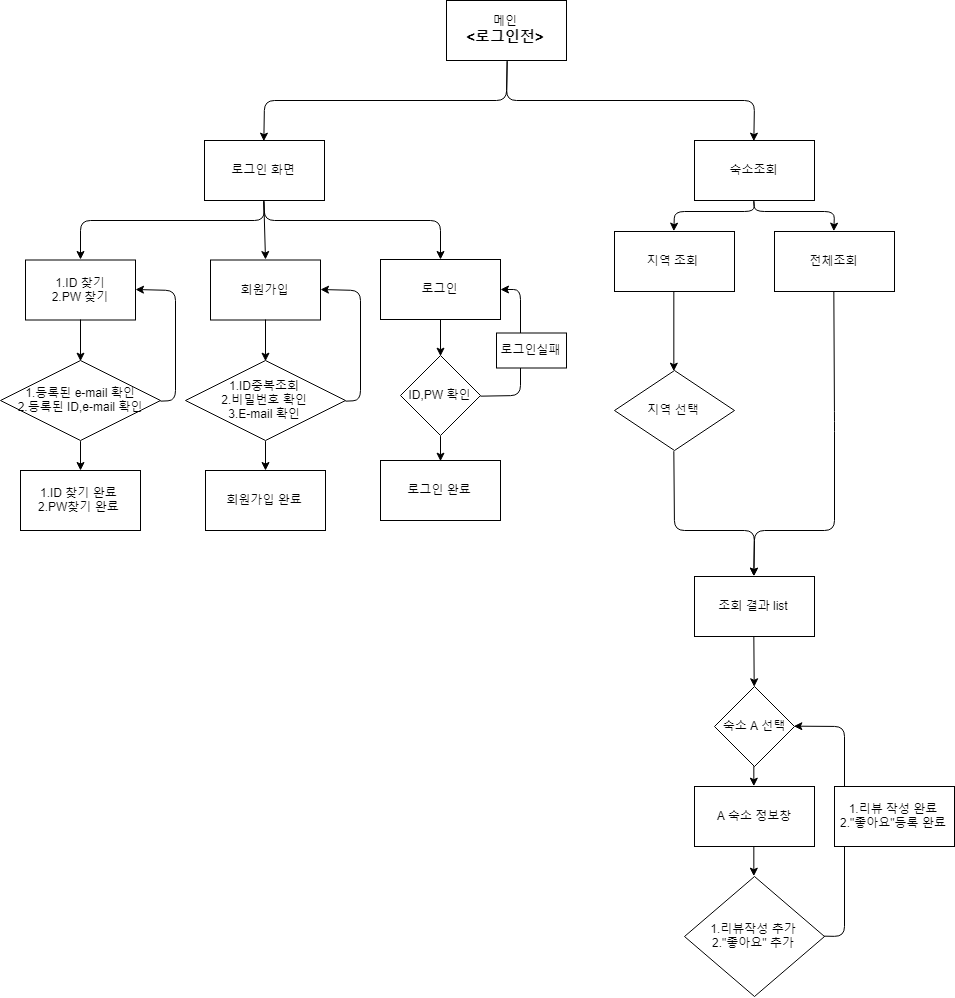 메인
<로그인전>
로그인 화면
숙소조회
1.ID 찾기
2.PW 찾기
회원가입
로그인
지역 조회
전체조회
로그인실패
1.등록된 e-mail 확인
2.등록된 ID,e-mail 확인
1.ID중복조회
2.비밀번호 확인
3.E-mail 확인
ID,PW 확인
지역 선택
1.ID 찾기 완료
2.PW찾기 완료
회원가입 완료
로그인 완료
조회 결과 list
숙소 A 선택
A 숙소 정보창
1.리뷰 작성 완료
2."좋아요"등록 완료
1.리뷰작성 추가
2."좋아요" 추가